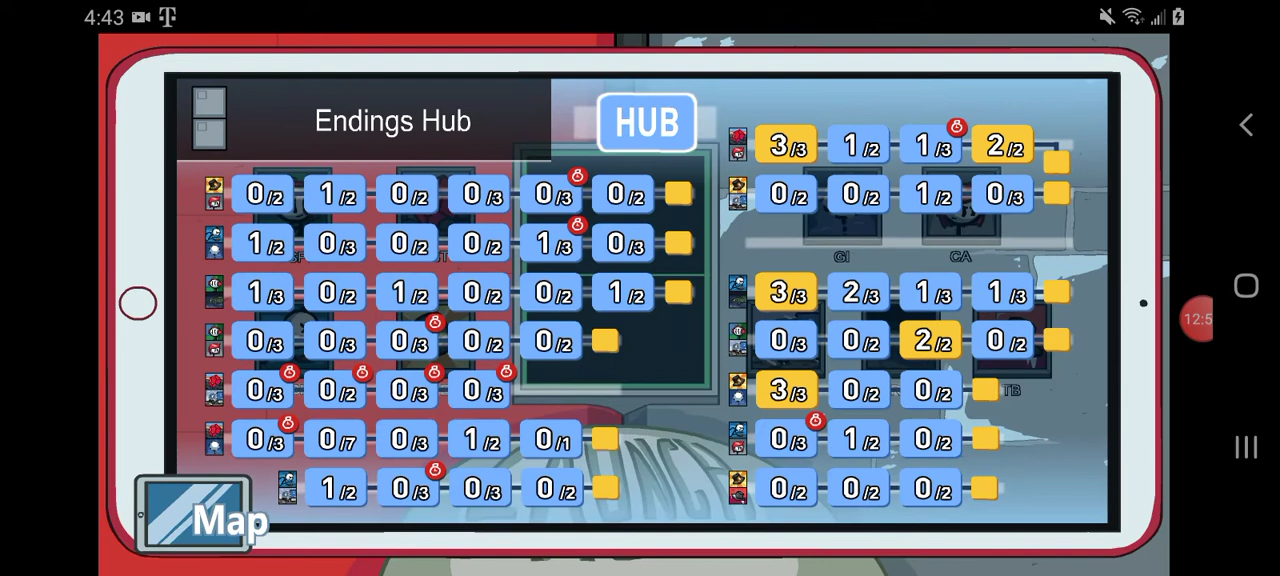 4:43
Endings Hub
HUB
3/3 1/2 1/3 2/2
0/2 1/2 0/2 0/3 0/3 0/2
0/2 0/2 1/2 0/3
1/2 0/3 0/2 0/2 1/3 0/3
GI CA
1/3 0/2 1/2 0/2 0/2 1/2
3/3 2/3 1/3 1/3
12:5
0/3 0/3 0/3 0/2 0/2
0/3 0/2 2/2 0/2
0/3 0/2 0/3 0/3
3/3 0/2 0/2
TB
0/3 0/7 0/3 1/2 0/1
0/3 1/2 0/2
1/2 0/3 0/3 0/2
0/2 0/2 0/2
LAUNCH
Map